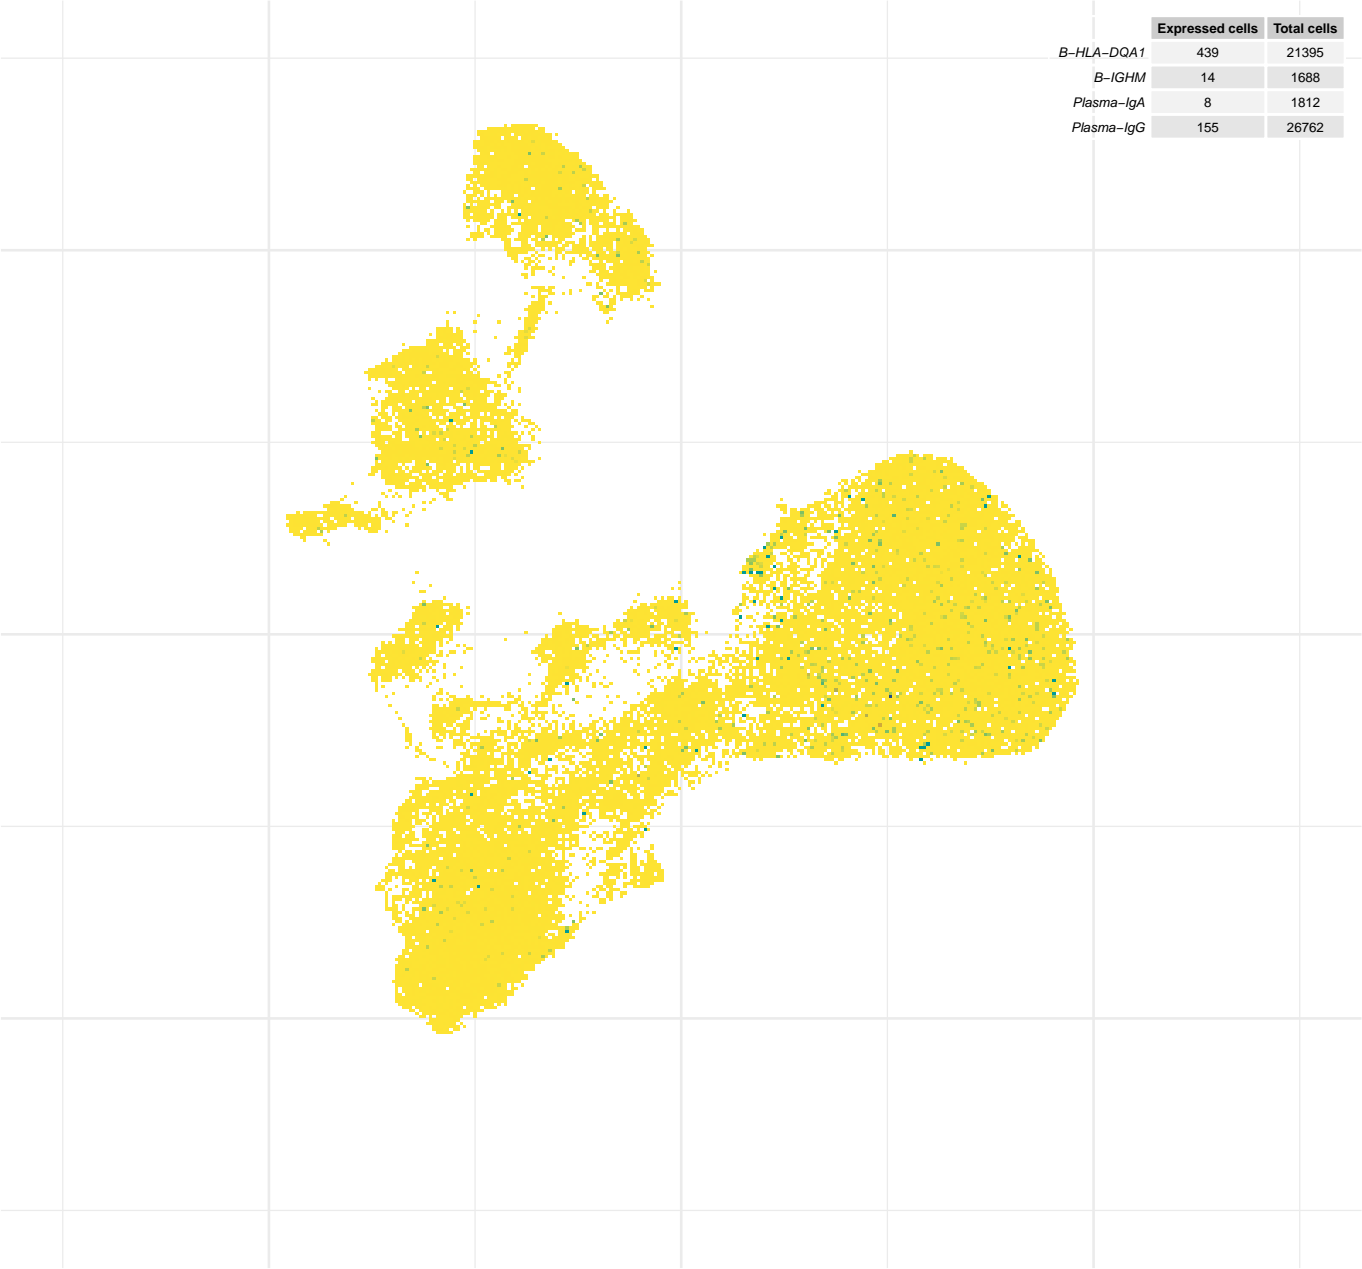 Expressed cells Total cells
B−HLA−DQA1 439 21395
B−IGHM 14 1688
Plasma−IgA 8 1812
Plasma−IgG 155 26762